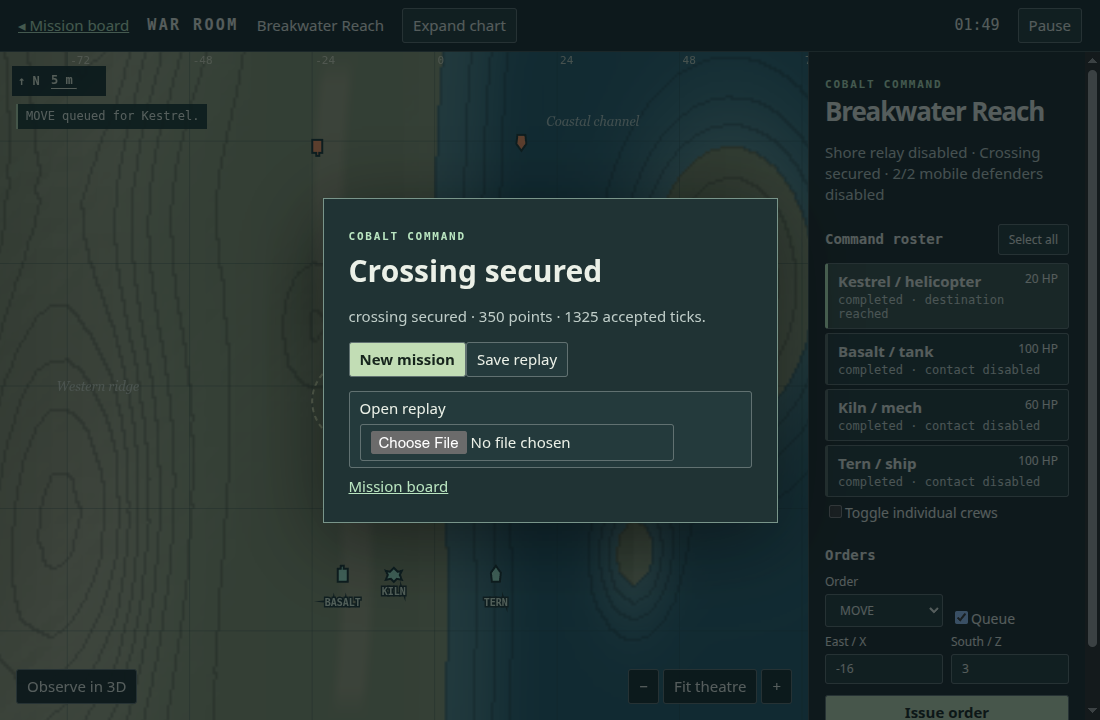 ◂ Mission board WAR ROOM Breakwater Reach Expand chart 01:49 Pause
-72 -48 -24 0 24 48
↑ N 5 m
MOVE queued for Kestrel.
Coastal channel
Western ridge
COBALT COMMAND
Crossing secured
crossing secured · 350 points · 1325 accepted ticks.
New mission Save replay
Open replay
Choose File No file chosen
Mission board
BASALT KILN TERN
Observe in 3D − Fit theatre +
COBALT COMMAND
Breakwater Reach
Shore relay disabled · Crossing
secured · 2/2 mobile defenders
disabled
Command roster Select all
Kestrel / helicopter 20 HP
completed · destination
reached
Basalt / tank 100 HP
completed · contact disabled
Kiln / mech 60 HP
completed · contact disabled
Tern / ship 100 HP
completed · contact disabled
Toggle individual crews
Orders
Order
MOVE Queue
East / X South / Z
-16 3
Issue order